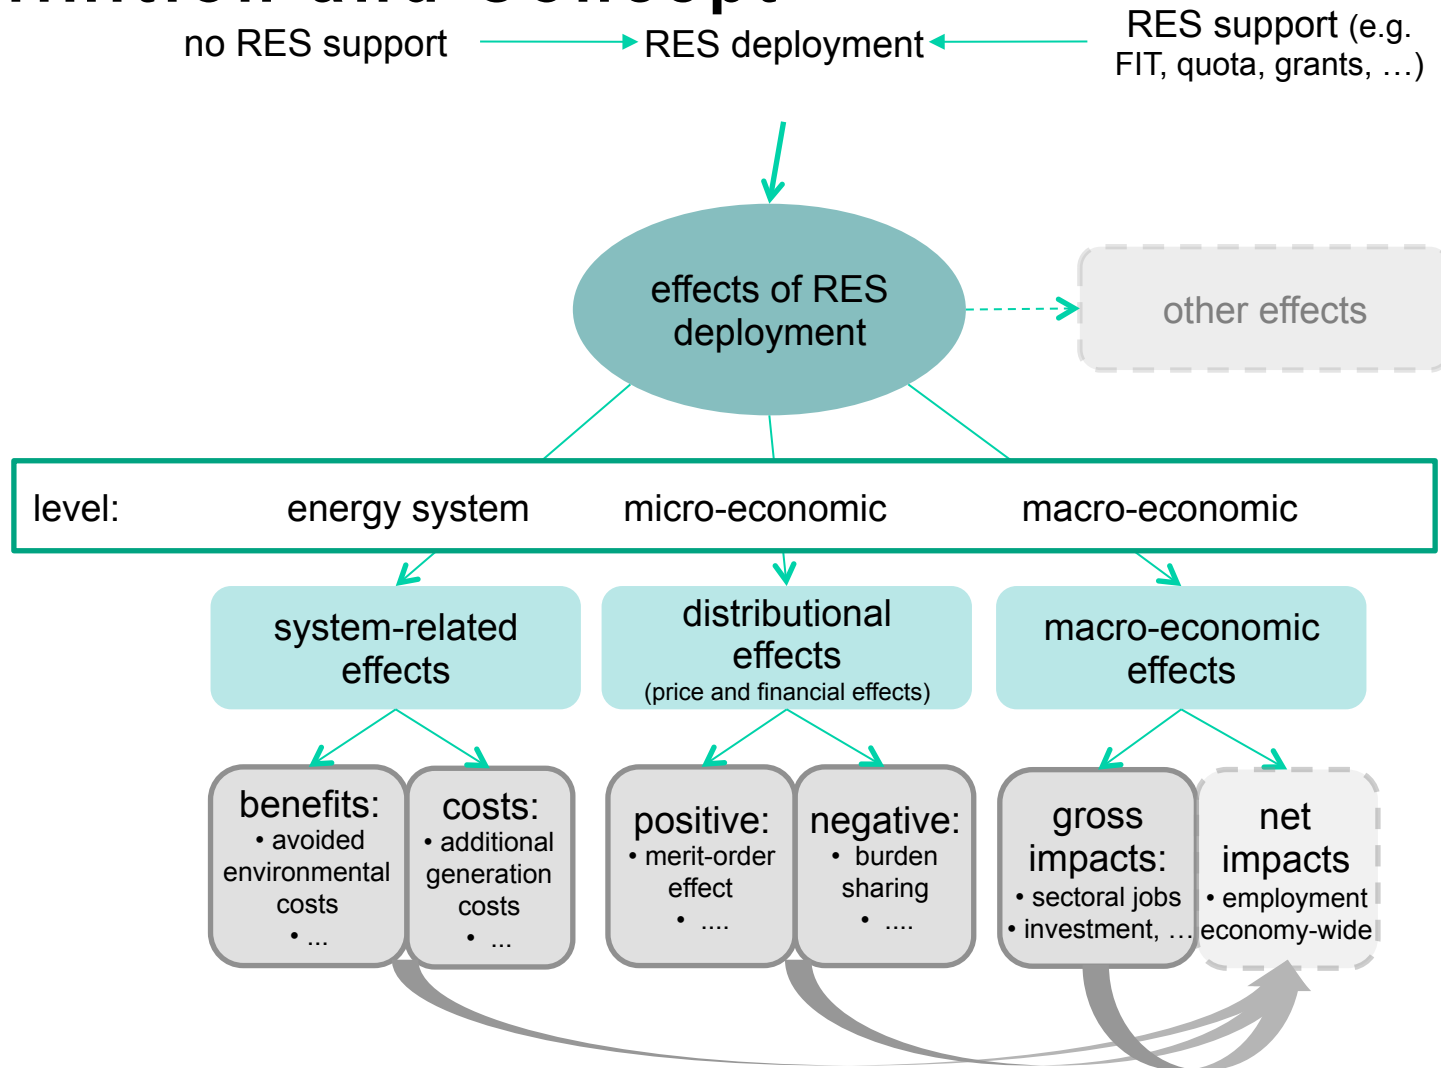 and Concept
no RES support
RES deployment
RES support (e.g.
FIT, quota, grants, …)
effects of RES
deployment
other effects
level:
energy system
micro-economic
macro-economic
system-related
effects
distributional
effects
(price and financial effects)
macro-economic
effects
benefits:
• avoided
environmental
costs
• ...
costs:
• additional
generation
costs
• ...
positive:
• merit-order
effect
• ....
negative:
• burden
sharing
• ....
gross
impacts:
• sectoral jobs
• investment, …
net
impacts
• employment
economy-wide